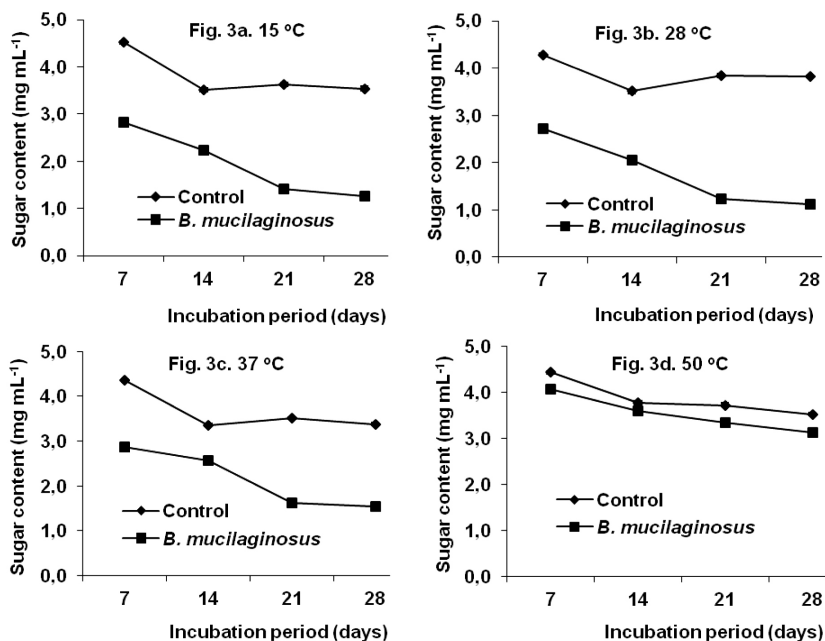 Fig. 3a. 15 ºC
Sugar content (mg mL-1)
5,0
4,0
3,0
2,0
1,0
0,0
Control
B. mucilaginosus
7 14 21 28
Incubation period (days)
Fig. 3b. 28 ºC
Sugar content (mg mL-1)
5,0
4,0
3,0
2,0
1,0
0,0
Control
B. mucilaginosus
7 14 21 28
Incubation period (days)
Fig. 3c. 37 ºC
Sugar content (mg mL-1)
5,0
4,0
3,0
2,0
1,0
0,0
Control
B. mucilaginosus
7 14 21 28
Incubation period (days)
Fig. 3d. 50 ºC
Sugar content (mg mL-1)
5,0
4,0
3,0
2,0
1,0
0,0
Control
B. mucilaginosus
7 14 21 28
Incubation period (days)